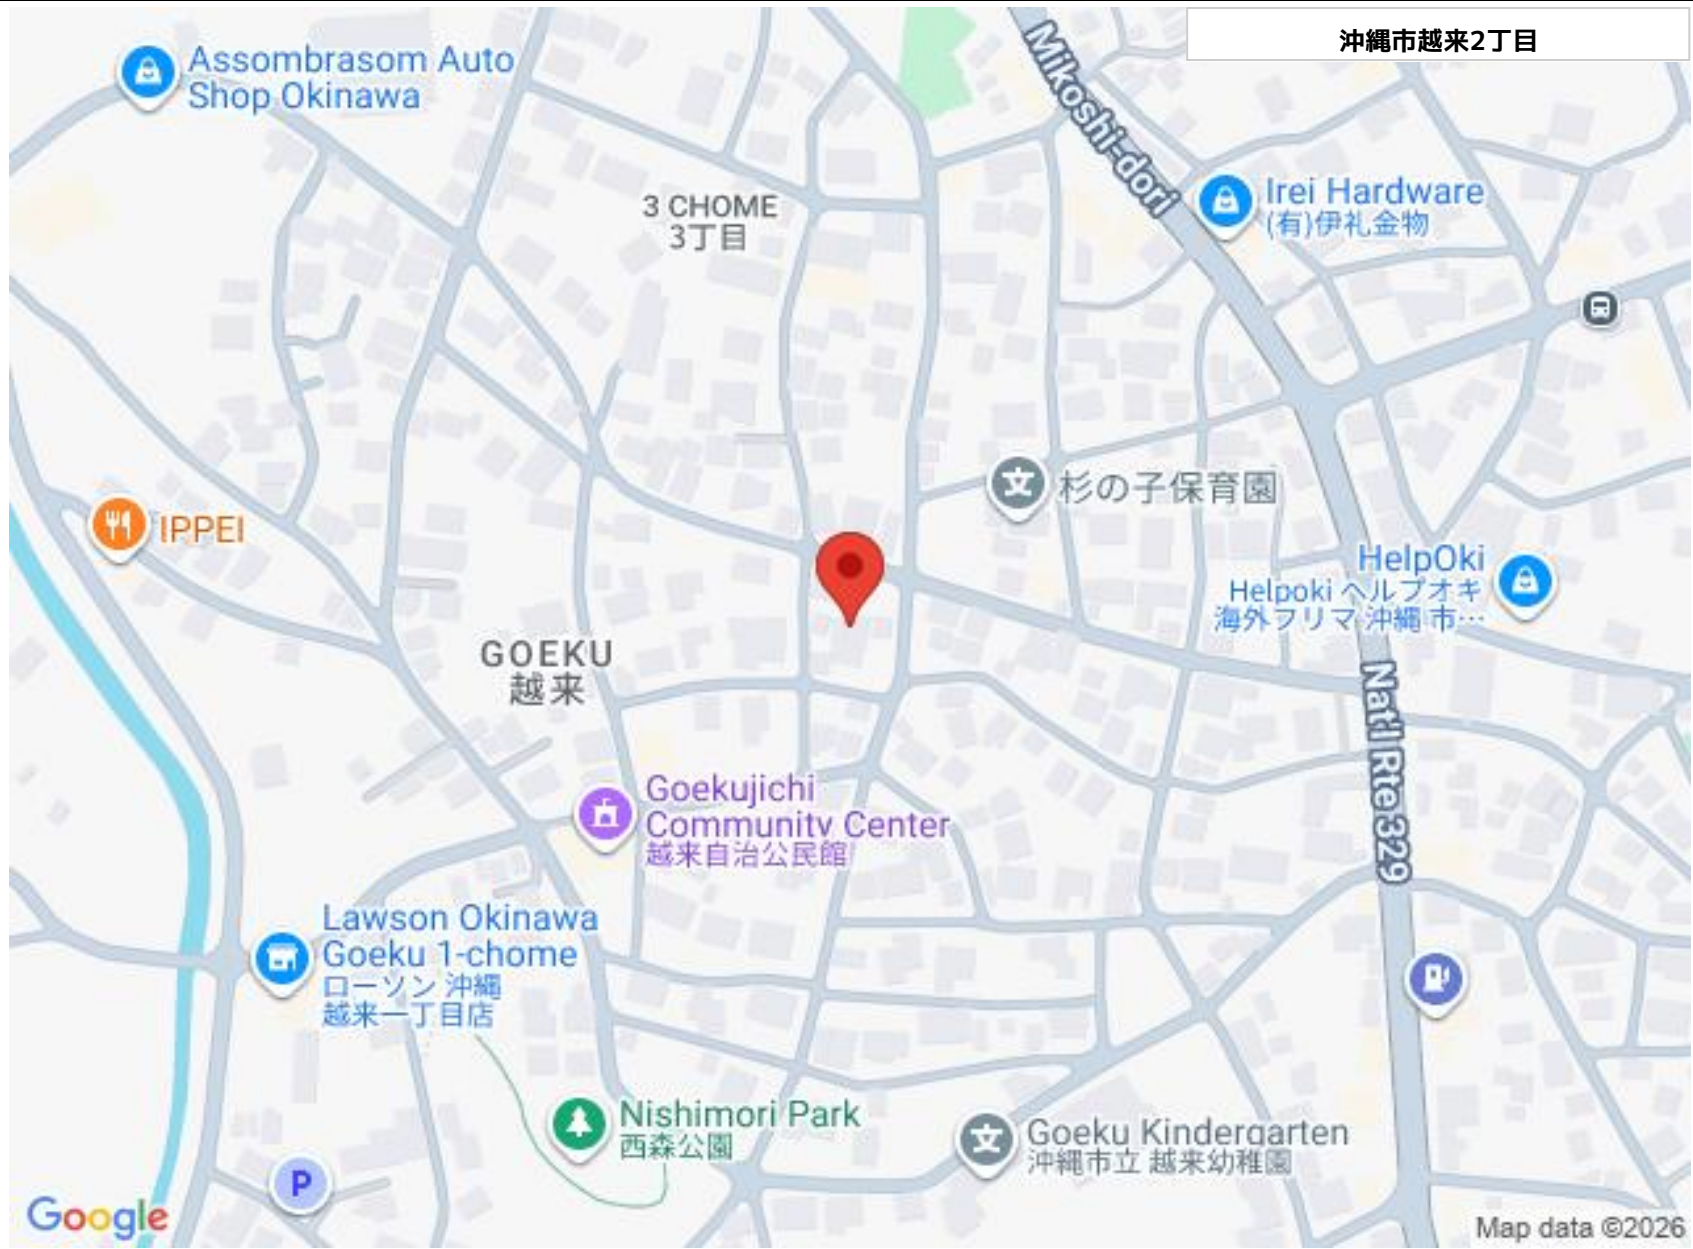 沖縄市越来2丁目
Assombrasom Auto
Shop Okinawa
Mikoshi-dori
3 CHOME
3丁目
Irei Hardware
(有)伊礼金物
杉の子保育園
IPPEI
HelpOki
Helpoki ヘルプオキ
海外フリマ 沖縄 市…
GOEKU
越来
Nat'l Rte 329
Goekujichi
Community Center
越来自治公民館
Lawson Okinawa
Goeku 1-chome
ローソン 沖縄
越来一丁目店
Nishimori Park
西森公園
Goeku Kindergarten
沖縄市立 越来幼稚園
P
Google
Map data ©2026